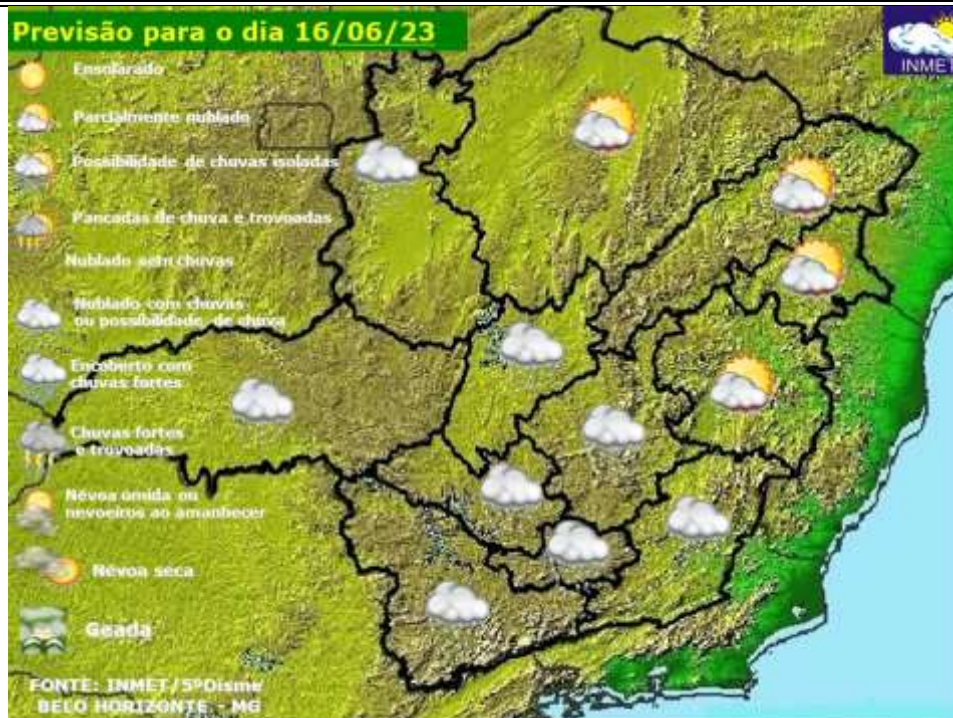 Previsão para o dia 16/06/23
INMET
Ensolarado
Parcialmente nublado
Possibilidade de chuvas isoladas
Pancadas de chuva e trovoadas
Nublado sem chuvas
Nublado com chuvas
ou possibilidade de chuva
Encoberto com
chuvas fortes
Chuvas fortes
e trovoadas
Névoa úmida ou
nevoeiros ao amanhecer
Névoa seca
Geada
FONTE: INMET/5ºDisme
BELO HORIZONTE - MG